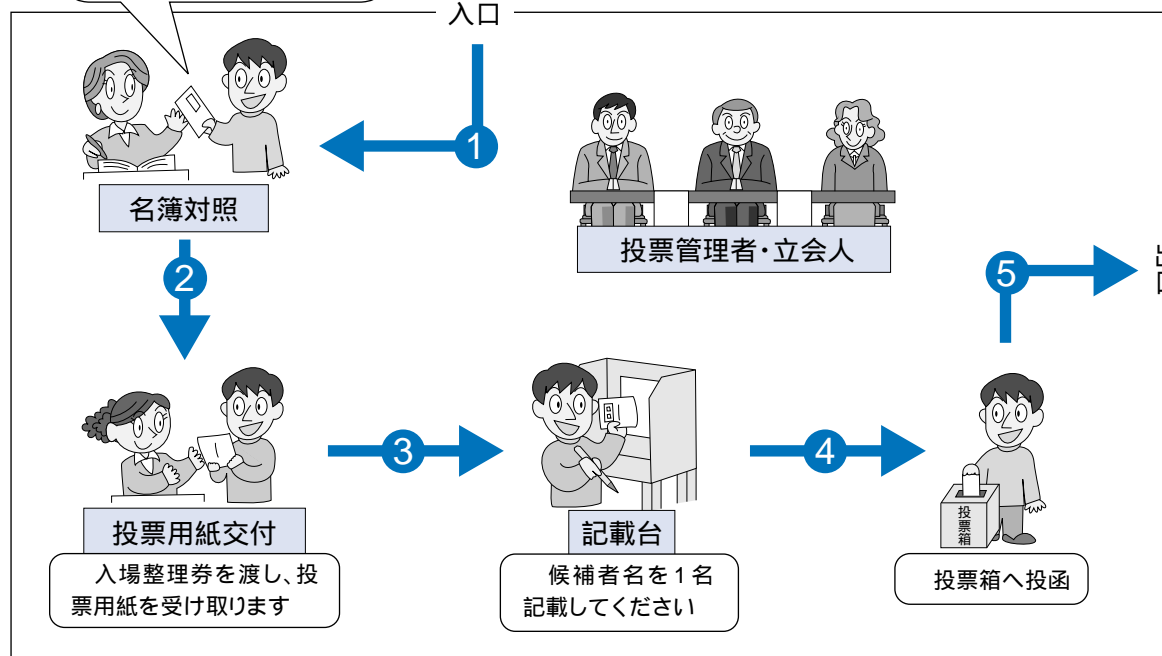 入口
1
名簿対照
投票管理者・立会人
2
5
3
4
投票箱
投票用紙交付
入場整理券を渡し、投
票用紙を受け取ります
記載台
候補者名を1名
記載してください
投票箱へ投函